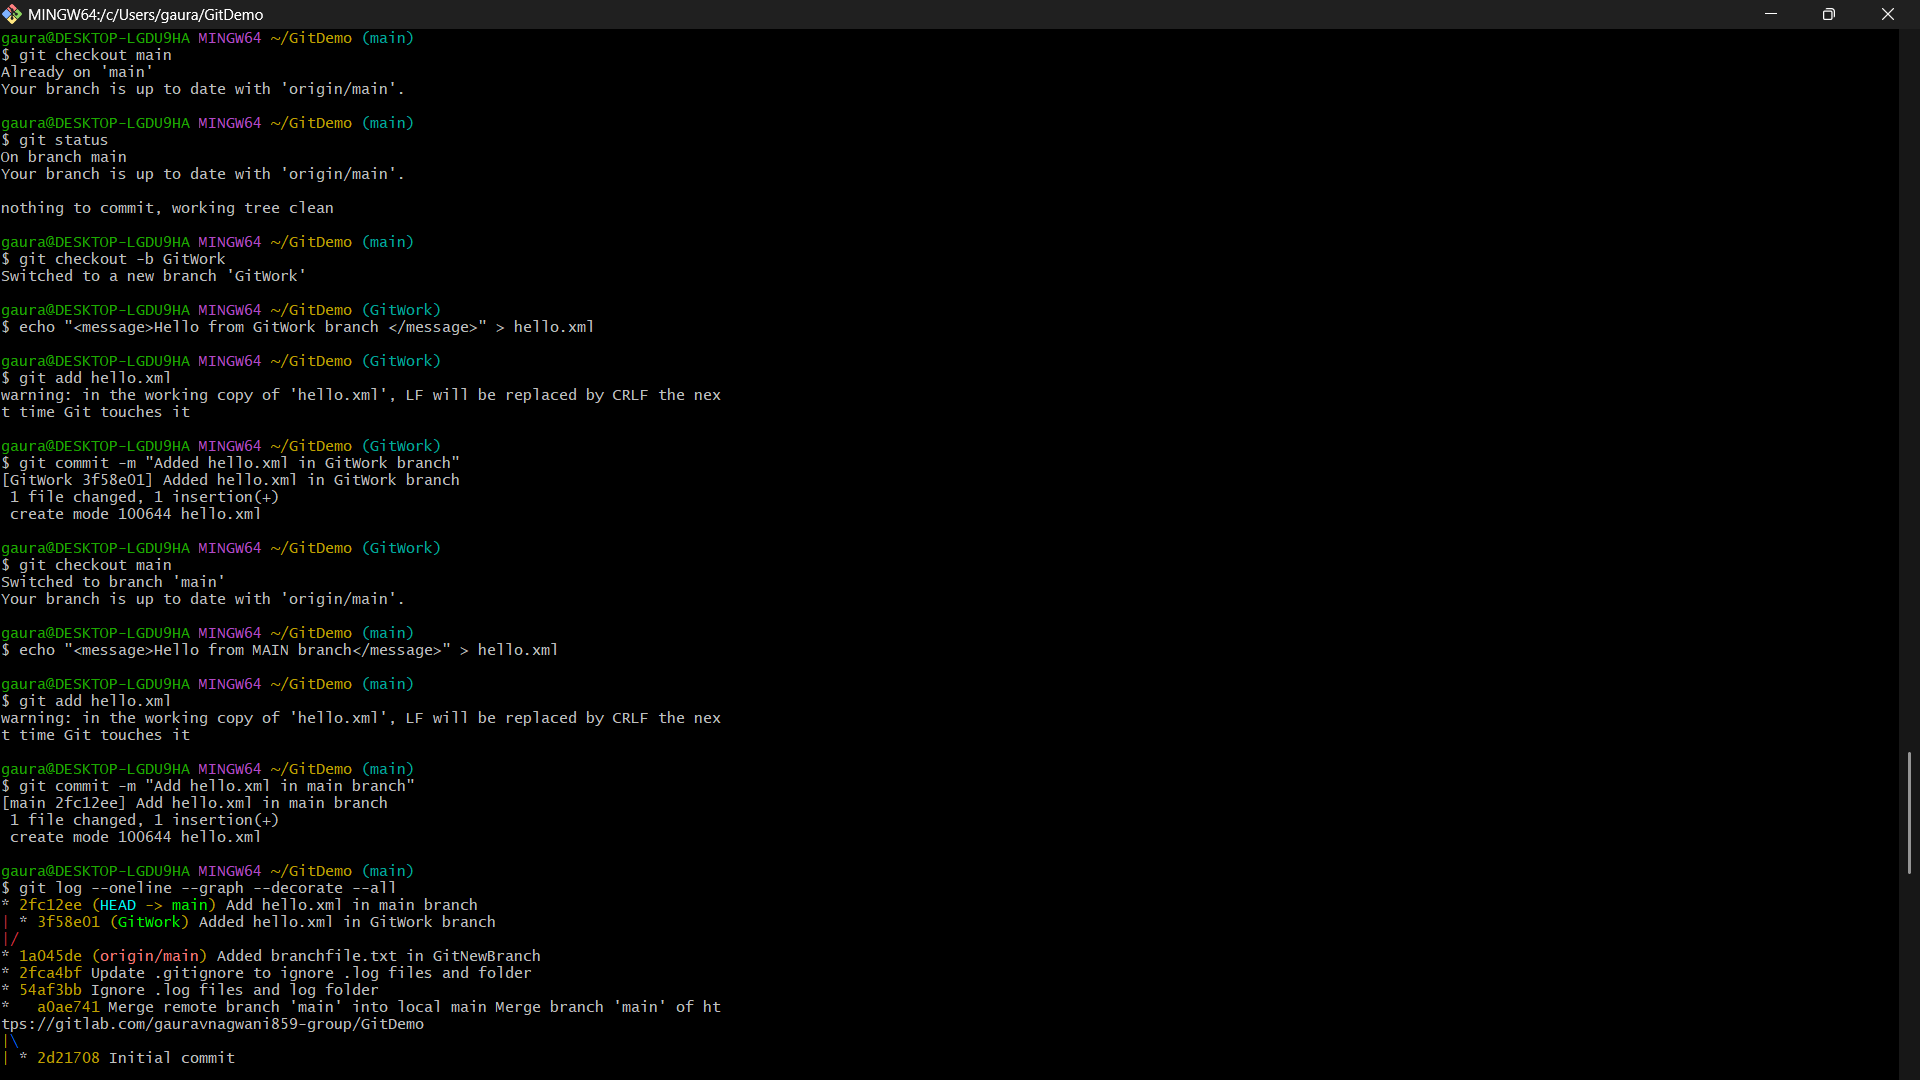 MINGW64:/c/Users/gaura/GitDemo
gaura@DESKTOP-LGDU9HA MINGW64 ~/GitDemo (main)
$ git checkout main
Already on 'main'
Your branch is up to date with 'origin/main'.
gaura@DESKTOP-LGDU9HA MINGW64 ~/GitDemo (main)
$ git status
On branch main
Your branch is up to date with 'origin/main'.
nothing to commit, working tree clean
gaura@DESKTOP-LGDU9HA MINGW64 ~/GitDemo (main)
$ git checkout -b GitWork
Switched to a new branch 'GitWork'
gaura@DESKTOP-LGDU9HA MINGW64 ~/GitDemo (GitWork)
$ echo "<message>Hello from GitWork branch </message>" > hello.xml
gaura@DESKTOP-LGDU9HA MINGW64 ~/GitDemo (GitWork)
$ git add hello.xml
warning: in the working copy of 'hello.xml', LF will be replaced by CRLF the nex
t time Git touches it
gaura@DESKTOP-LGDU9HA MINGW64 ~/GitDemo (GitWork)
$ git commit -m "Added hello.xml in GitWork branch"
[GitWork 3f58e01] Added hello.xml in GitWork branch
 1 file changed, 1 insertion(+)
 create mode 100644 hello.xml
gaura@DESKTOP-LGDU9HA MINGW64 ~/GitDemo (GitWork)
$ git checkout main
Switched to branch 'main'
Your branch is up to date with 'origin/main'.
gaura@DESKTOP-LGDU9HA MINGW64 ~/GitDemo (main)
$ echo "<message>Hello from MAIN branch</message>" > hello.xml
gaura@DESKTOP-LGDU9HA MINGW64 ~/GitDemo (main)
$ git add hello.xml
warning: in the working copy of 'hello.xml', LF will be replaced by CRLF the nex
t time Git touches it
gaura@DESKTOP-LGDU9HA MINGW64 ~/GitDemo (main)
$ git commit -m "Add hello.xml in main branch"
[main 2fc12ee] Add hello.xml in main branch
 1 file changed, 1 insertion(+)
 create mode 100644 hello.xml
gaura@DESKTOP-LGDU9HA MINGW64 ~/GitDemo (main)
$ git log --oneline --graph --decorate --all
* 2fc12ee (HEAD -> main) Add hello.xml in main branch
| * 3f58e01 (GitWork) Added hello.xml in GitWork branch
|/
* 1a045de (origin/main) Added branchfile.txt in GitNewBranch
* 2fca4bf Update .gitignore to ignore .log files and folder
* 54af3bb Ignore .log files and log folder
*   a0ae741 Merge remote branch 'main' into local main Merge branch 'main' of ht
tps://gitlab.com/gauravnagwani859-group/GitDemo
|\
| * 2d21708 Initial commit